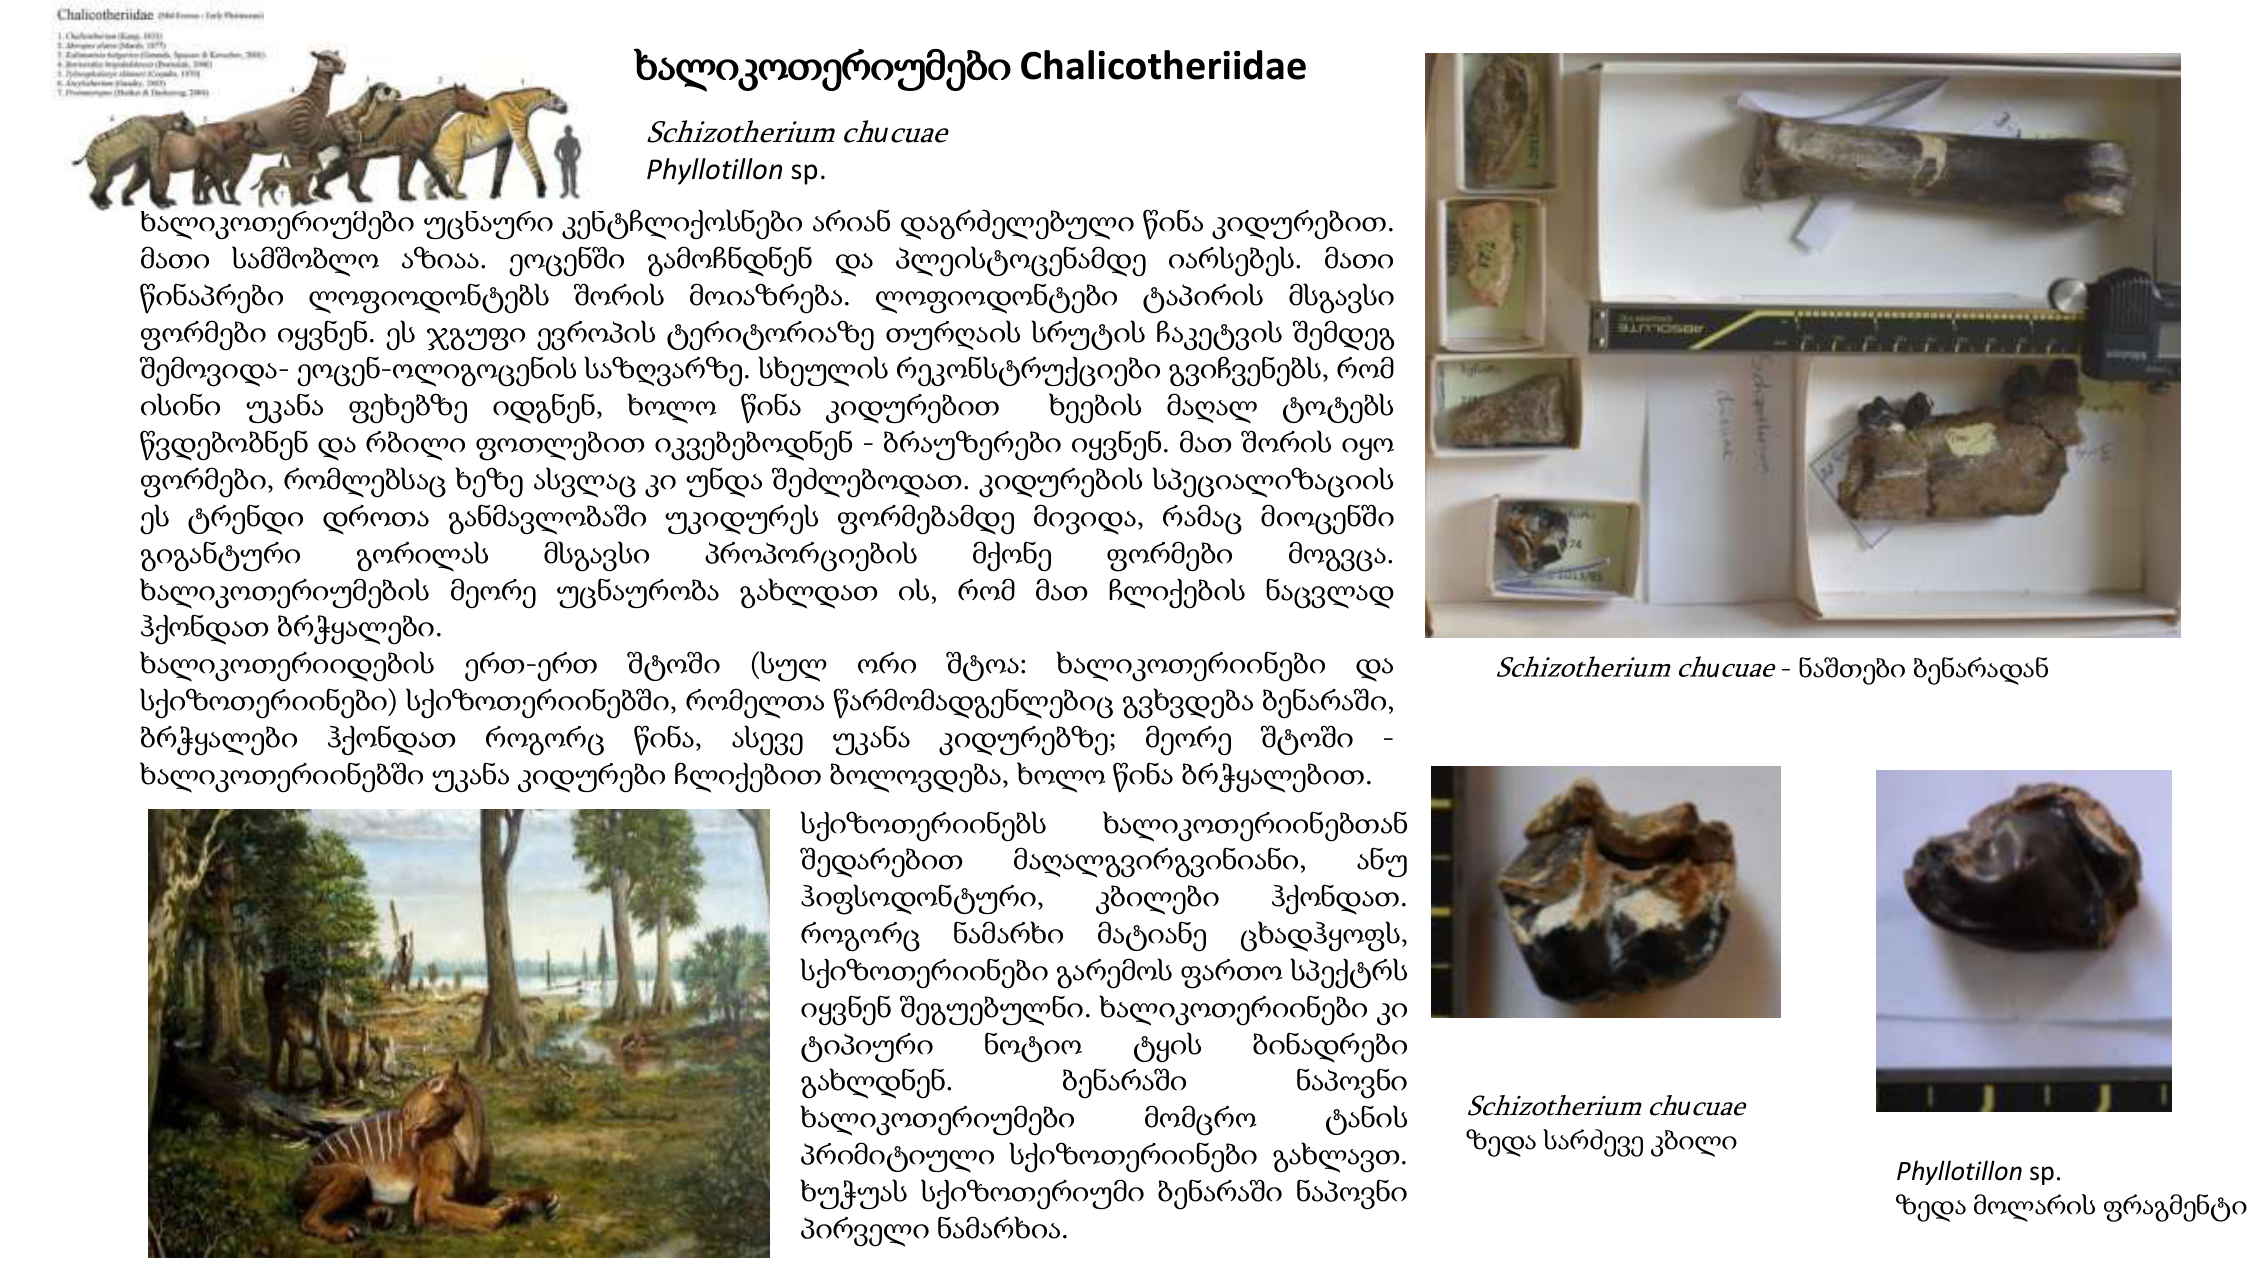 Chalicotheriidae (Mid Eocene - Early Pleistocene)
1. Chalicotherium (Kaup, 1833)
ხალიკოთერიუმები Chalicotheriidae
Schizotherium chucuae
Phyllotillon sp.
ხალიკოთერიუმები უცნაური კენტჩლიქოსნები არიან დაგრძელებული წინა კიდურებით.
მათი სამშობლო აზიაა. ეოცენში გამოჩნდნენ და პლეისტოცენამდე იარსებეს. მათი
წინაპრები ლოფიოდონტებს შორის მოიაზრება. ლოფიოდონტები ტაპირის მსგავსი
ფორმები იყვნენ. ეს ჯგუფი ევროპის ტერიტორიაზე თურღაის სრუტის ჩაკეტვის შემდეგ
შემოვიდა- ეოცენ-ოლიგოცენის საზღვარზე. სხეულის რეკონსტრუქციები გვიჩვენებს, რომ
ისინი უკანა ფეხებზე იდგნენ, ხოლო წინა კიდურებით ხეების მაღალ ტოტებს
წვდებობნენ და რბილი ფოთლებით იკვებებოდნენ - ბრაუზერები იყვნენ. მათ შორის იყო
ფორმები, რომლებსაც ხეზე ასვლაც კი უნდა შეძლებოდათ. კიდურების სპეციალიზაციის
ეს ტრენდი დროთა განმავლობაში უკიდურეს ფორმებამდე მივიდა, რამაც მიოცენში
გიგანტური გორილას მსგავსი პროპორციების მქონე ფორმები მოგვცა.
ხალიკოთერიუმების მეორე უცნაურობა გახლდათ ის, რომ მათ ჩლიქების ნაცვლად
ჰქონდათ ბრჭყალები.
ხალიკოთერიიდების ერთ-ერთ შტოში (სულ ორი შტოა: ხალიკოთერიინები და
სქიზოთერიინები) სქიზოთერიინებში, რომელთა წარმომადგენლებიც გვხვდება ბენარაში,
ბრჭყალები ჰქონდათ როგორც წინა, ასევე უკანა კიდურებზე; მეორე შტოში -
ხალიკოთერიინებში უკანა კიდურები ჩლიქებით ბოლოვდება, ხოლო წინა ბრჭყალებით.
სქიზოთერიინებს ხალიკოთერიინებთან
შედარებით მაღალგვირგვინიანი, ანუ
ჰიფსოდონტური, კბილები ჰქონდათ.
როგორც ნამარხი მატიანე ცხადჰყოფს,
სქიზოთერიინები გარემოს ფართო სპექტრს
იყვნენ შეგუებულნი. ხალიკოთერიინები კი
ტიპიური ნოტიო ტყის ბინადრები
გახლდნენ. ბენარაში ნაპოვნი
ხალიკოთერიუმები მომცრო ტანის
პრიმიტიული სქიზოთერიინები გახლავთ.
ხუჭუას სქიზოთერიუმი ბენარაში ნაპოვნი
პირველი ნამარხია.
ABSOLUTE
Schizotherium chucuae - ნაშთები ბენარადან
Schizotherium chucuae
ზედა სარძევე კბილი
Phyllotillon sp.
ზედა მოლარის ფრაგმენტი